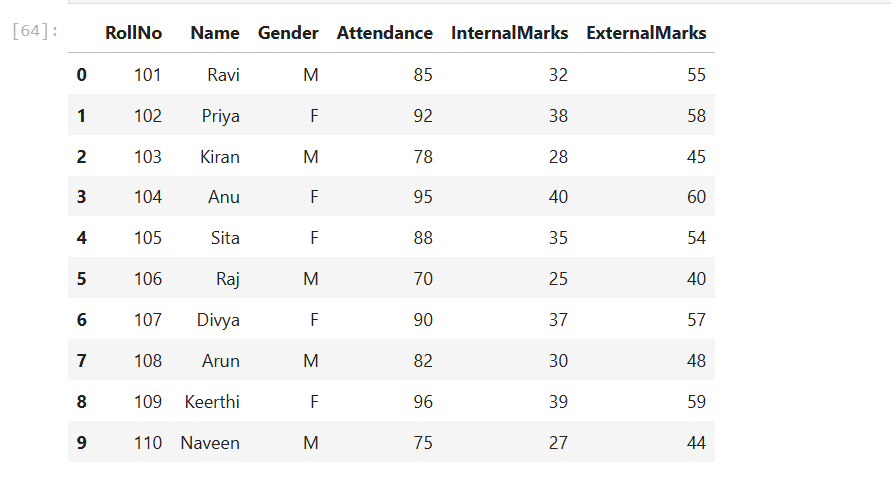 [64]:
RollNo Name Gender Attendance InternalMarks ExternalMarks
0 101 Ravi M 85 32 55
1 102 Priya F 92 38 58
2 103 Kiran M 78 28 45
3 104 Anu F 95 40 60
4 105 Sita F 88 35 54
5 106 Raj M 70 25 40
6 107 Divya F 90 37 57
7 108 Arun M 82 30 48
8 109 Keerthi F 96 39 59
9 110 Naveen M 75 27 44